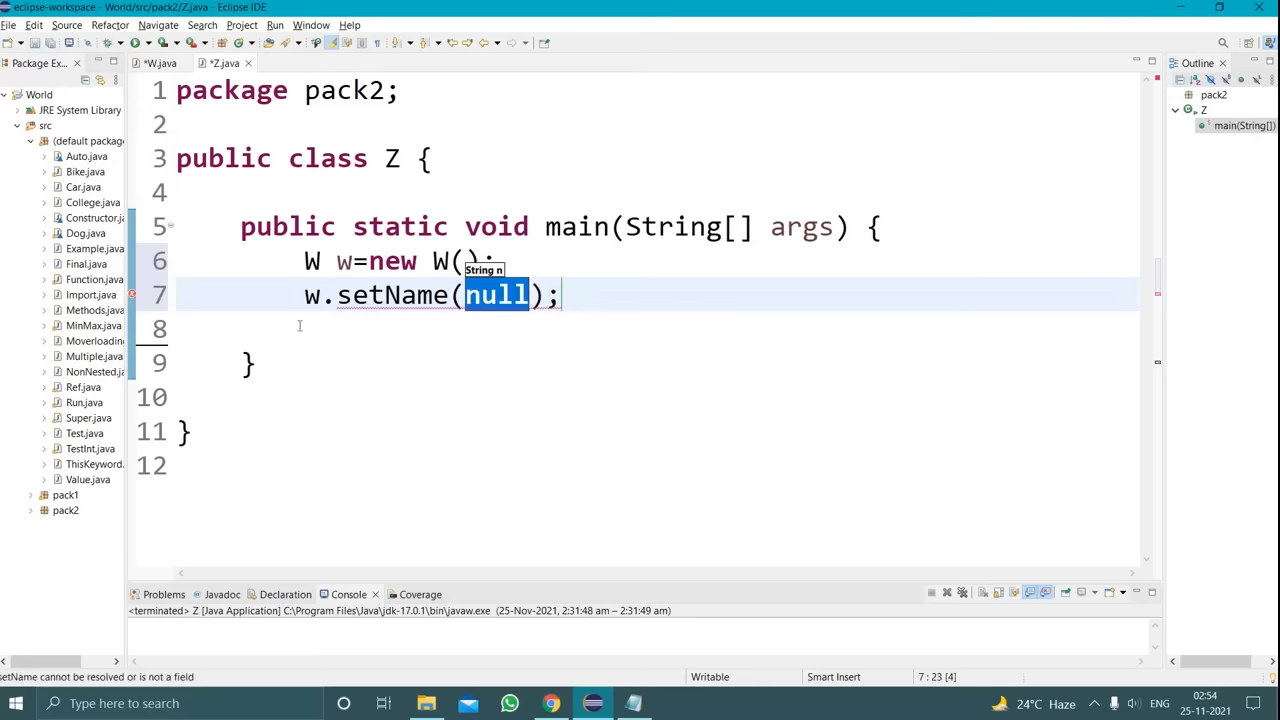 eclipse-workspace - World/src/pack2/Z.java - Eclipse IDE
File Edit Source Refactor Navigate Search Project Run Window Help
Package Ex...
*W.java
*Z.java
Outline
World
JRE System Library
src
(default package
Auto.java
Bike.java
Car.java
College.java
Constructor.j
Dog.java
Example.java
Final.java
Function.java
Import.java
Methods.java
MinMax.java
Moverloading
Multiple.java
NonNested.ja
Ref.java
Run.java
Super.java
Test.java
TestInt.java
ThisKeyword.
Value.java
pack1
pack2
1 package pack2;
2
3 public class Z {
4
5 public static void main(String[] args) {
6 W w=new W();
String n
7 w.setName(null);
8
9 }
10
11 }
12
pack2
Z
main(String[])
Problems Javadoc Declaration Console Coverage
<terminated> Z [Java Application] C:\Program Files\Java\jdk-17.0.1\bin\javaw.exe (25-Nov-2021, 2:31:48 am – 2:31:49 am)
setName cannot be resolved or is not a field
Writable
Smart Insert
7 : 23 [4]
Type here to search
24°C Haze
ENG
02:54
25-11-2021